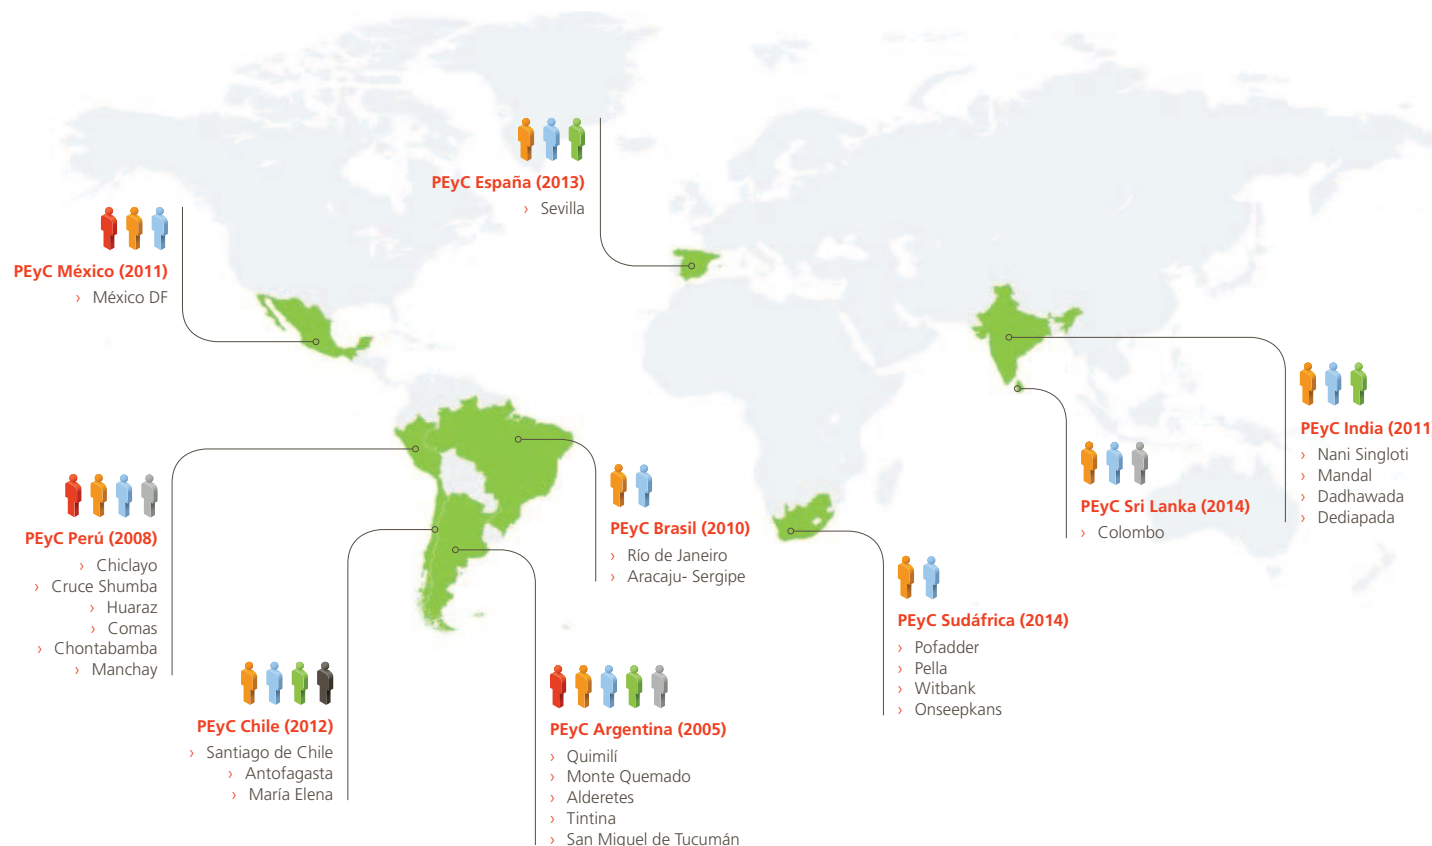 PEyC España (2013)
› Sevilla
PEyC México (2011)
› México DF
PEyC India (2011
› Nani Singloti
› Mandal
› Dadhawada
› Dediapada
PEyC Sri Lanka (2014)
› Colombo
PEyC Perú (2008)
› Chiclayo
› Cruce Shumba
› Huaraz
› Comas
› Chontabamba
› Manchay
PEyC Brasil (2010)
› Río de Janeiro
› Aracaju- Sergipe
PEyC Sudáfrica (2014)
› Pofadder
› Pella
› Witbank
› Onseepkans
PEyC Chile (2012)
› Santiago de Chile
› Antofagasta
› María Elena
PEyC Argentina (2005)
› Quimilí
› Monte Quemado
› Alderetes
› Tintina
› San Miguel de Tucumán